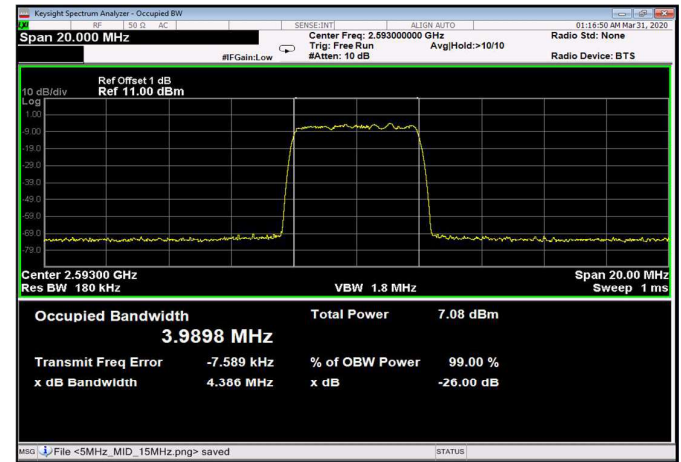 Keysight Spectrum Analyzer - Occupied BW
RF 50 Ω AC SENSE:INT ALIGN AUTO 01:16:50 AM Mar 31, 2020
Span 20.000 MHz Center Freq: 2.593000000 GHz Radio Std: None
Trig: Free Run Avg|Hold:>10/10
#IFGain:Low #Atten: 10 dB Radio Device: BTS
Ref Offset 1 dB
10 dB/div Ref 11.00 dBm
Log
1.00
-9.00
-19.0
-29.0
-39.0
-49.0
-59.0
-69.0
-79.0
Center 2.59300 GHz Span 20.00 MHz
Res BW 180 kHz VBW 1.8 MHz Sweep 1 ms
Occupied Bandwidth Total Power 7.08 dBm
3.9898 MHz
Transmit Freq Error -7.589 kHz % of OBW Power 99.00 %
x dB Bandwidth 4.386 MHz x dB -26.00 dB
MSG File <5MHz_MID_15MHz.png> saved STATUS